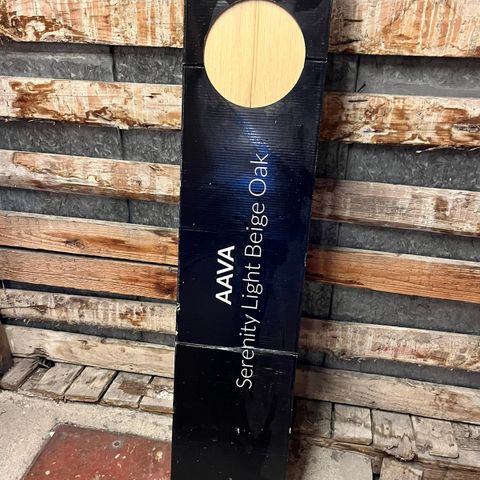 AAVA
Serenity Light Beige Oak